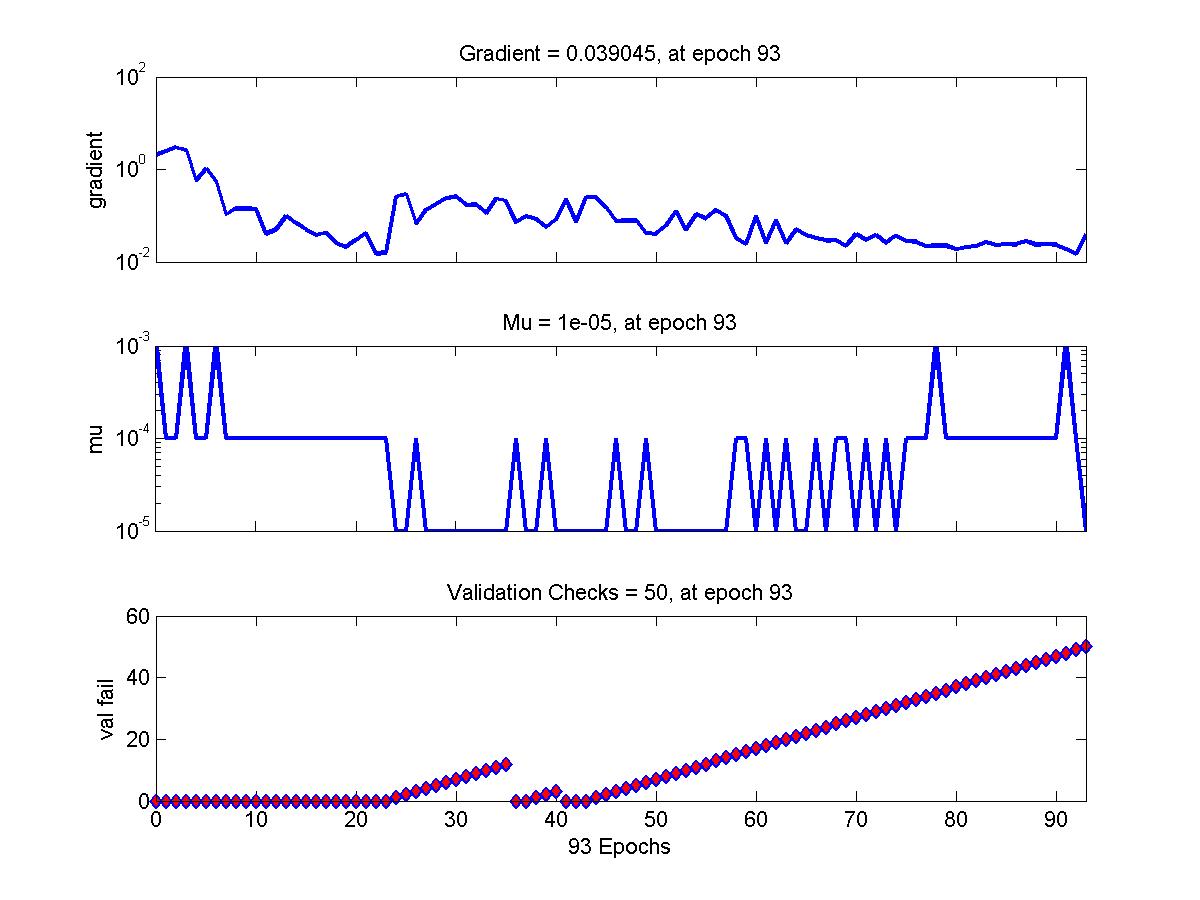 Gradient = 0.039045, at epoch 93
10^2
10^0
10^-2
gradient
Mu = 1e-05, at epoch 93
10^-3
10^-4
10^-5
mu
Validation Checks = 50, at epoch 93
60
40
20
0
val fail
0 10 20 30 40 50 60 70 80 90
93 Epochs